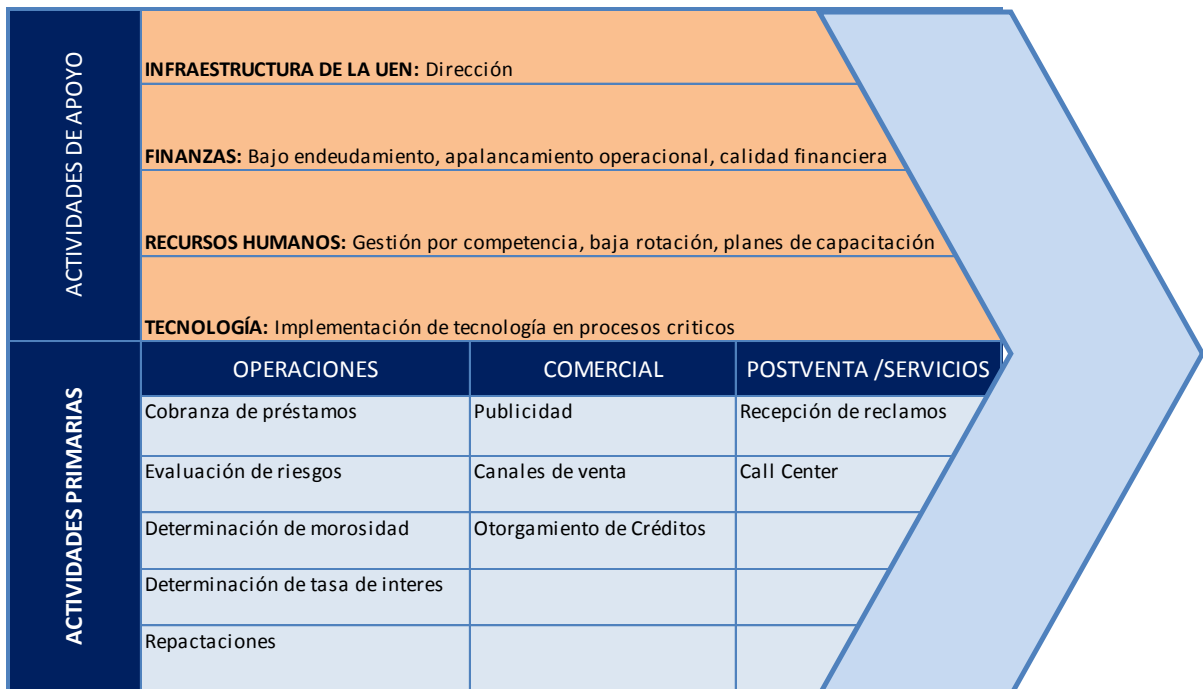 ACTIVIDADES DE APOYO
INFRAESTRUCTURA DE LA UEN: Dirección
FINANZAS: Bajo endeudamiento, apalancamiento operacional, calidad financiera
RECURSOS HUMANOS: Gestión por competencia, baja rotación, planes de capacitación
TECNOLOGÍA: Implementación de tecnología en procesos criticos
ACTIVIDADES PRIMARIAS
OPERACIONES COMERCIAL POSTVENTA /SERVICIOS
Cobranza de préstamos Publicidad Recepción de reclamos
Evaluación de riesgos Canales de venta Call Center
Determinación de morosidad Otorgamiento de Créditos
Determinación de tasa de interes
Repactaciones